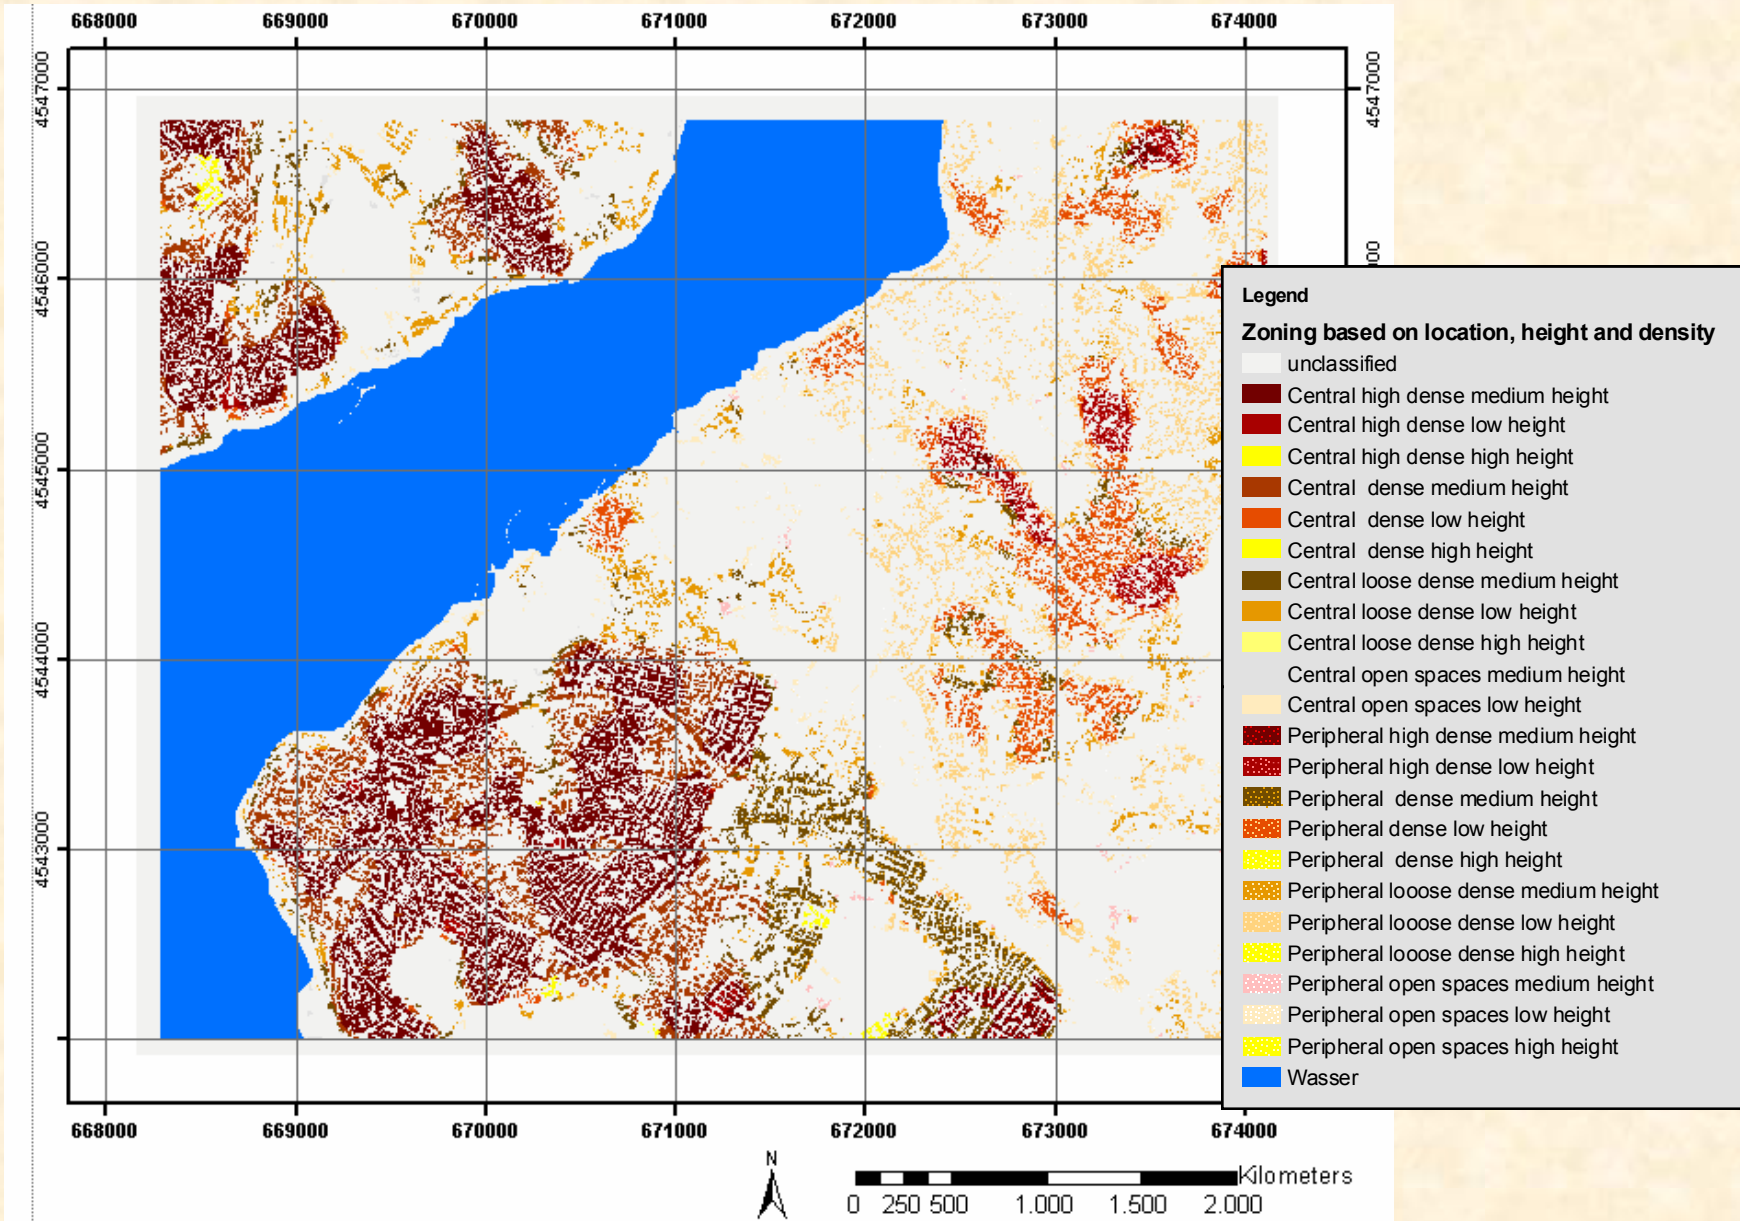 668000 669000 670000 671000 672000 673000 674000
4547000
4546000
4545000
4544000
4543000
4547000
Legend
Zoning based on location, height and density
unclassified
Central high dense medium height
Central high dense low height
Central high dense high height
Central dense medium height
Central dense low height
Central dense high height
Central loose dense medium height
Central loose dense low height
Central loose dense high height
Central open spaces medium height
Central open spaces low height
Peripheral high dense medium height
Peripheral high dense low height
Peripheral dense medium height
Peripheral dense low height
Peripheral dense high height
Peripheral looose dense medium height
Peripheral looose dense low height
Peripheral looose dense high height
Peripheral open spaces medium height
Peripheral open spaces low height
Peripheral open spaces high height
Wasser
668000 669000 670000 671000 672000 673000 674000
N
Kilometers
0 250 500 1.000 1.500 2.000